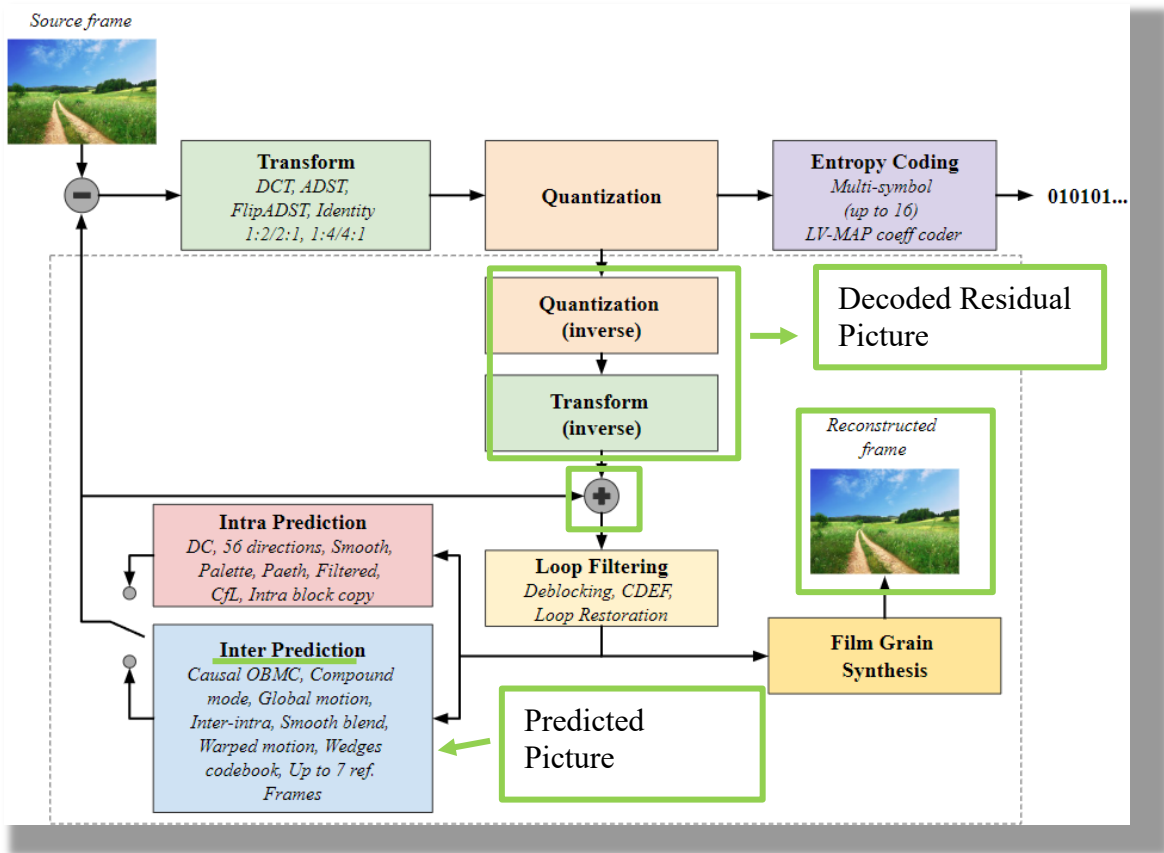 Source frame
Transform
DCT, ADST,
FlipADST, Identity
1:2/2:1, 1:4/4:1
Quantization
Entropy Coding
Multi-symbol
(up to 16)
LV-MAP coeff coder
010101...
Quantization
(inverse)
Decoded Residual
Picture
Transform
(inverse)
Reconstructed
frame
Intra Prediction
DC, 56 directions, Smooth,
Palette, Paeth, Filtered,
CfL, Intra block copy
Loop Filtering
Deblocking, CDEF,
Loop Restoration
Inter Prediction
Causal OBMC, Compound
mode, Global motion,
Inter-intra, Smooth blend,
Warped motion, Wedges
codebook, Up to 7 ref.
Frames
Film Grain
Synthesis
Predicted
Picture